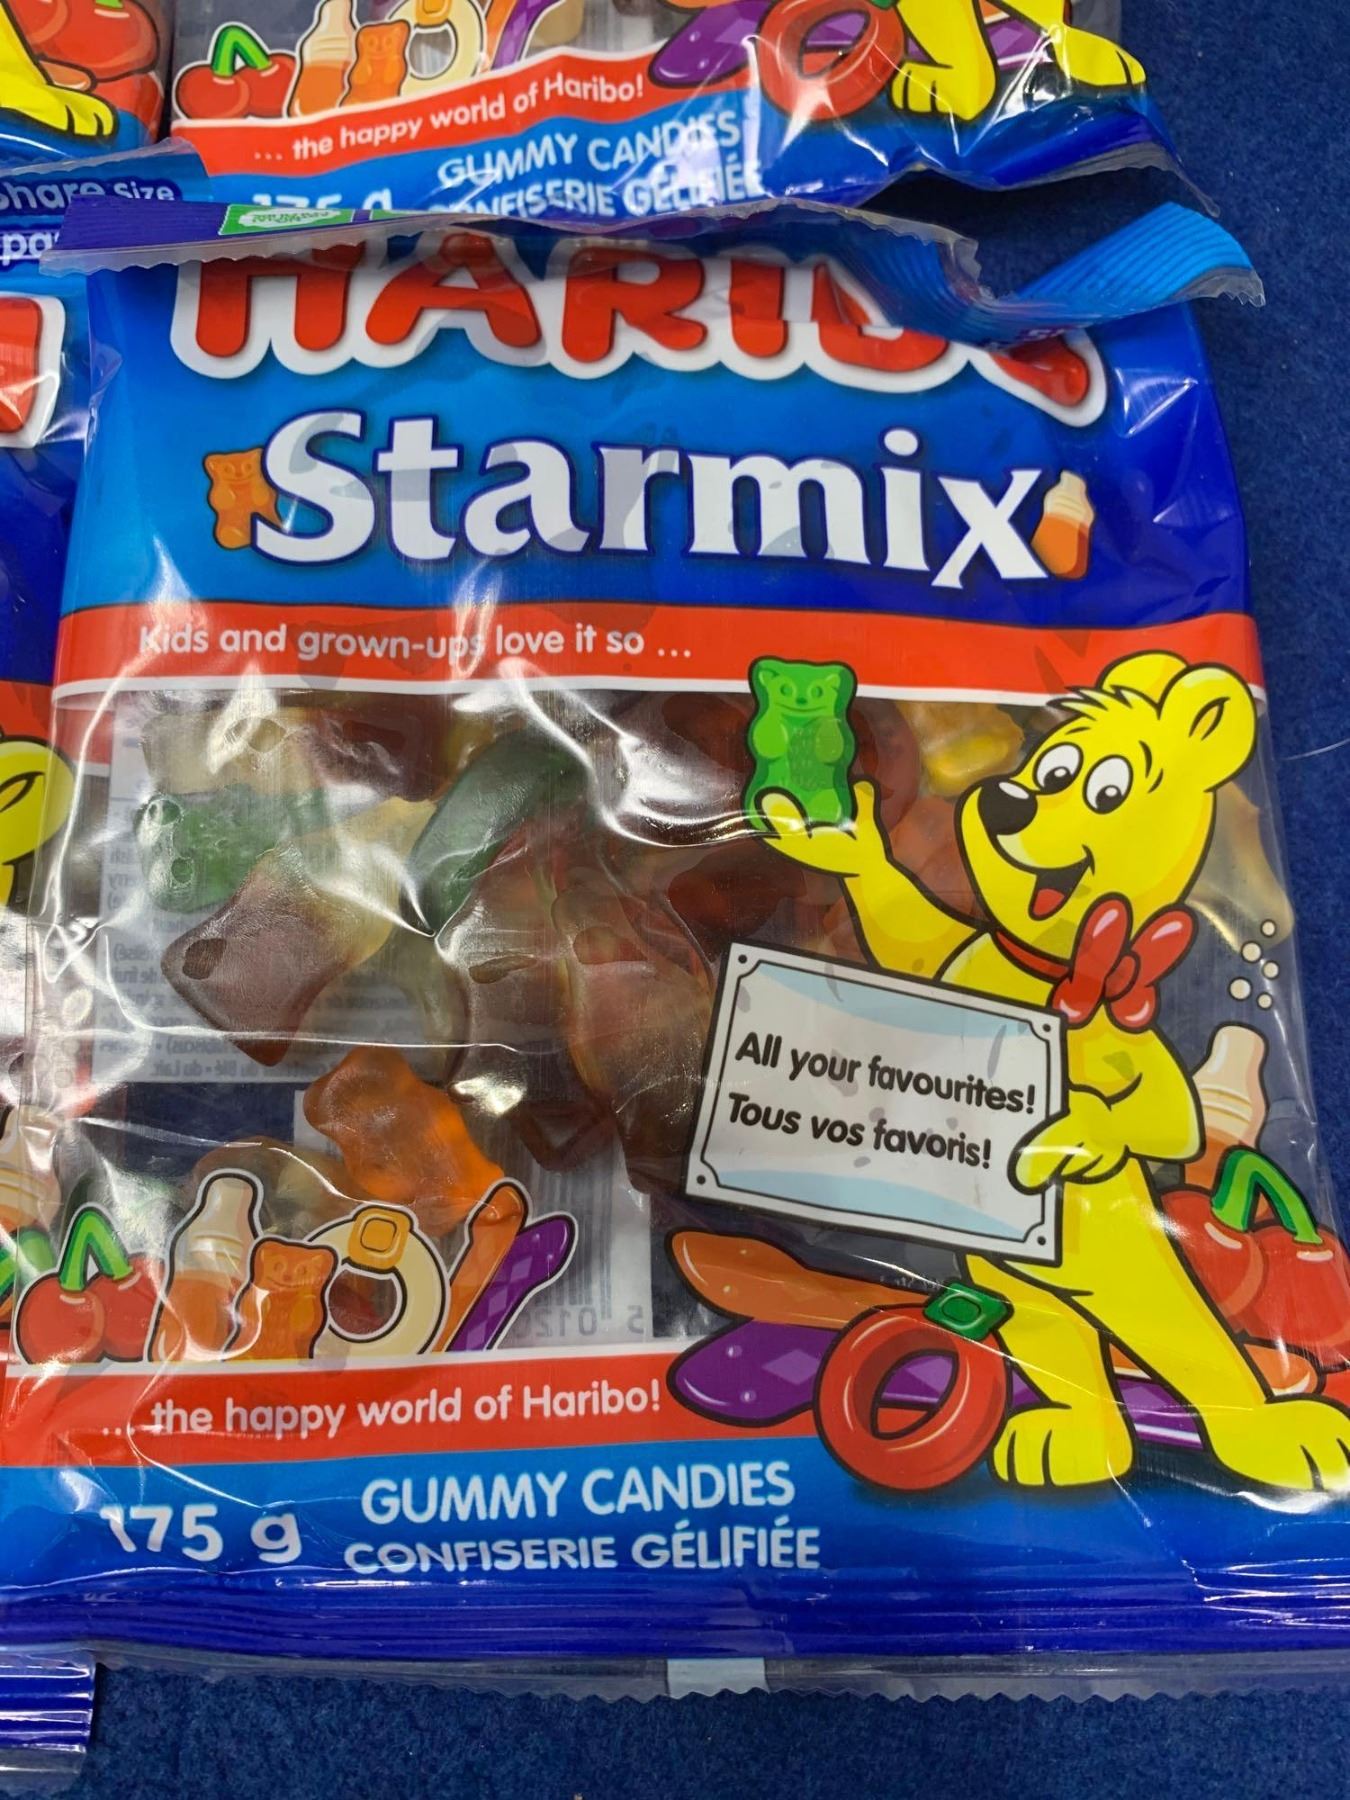 ... the happy world of Haribo!
GUMMY CANDIES
175 g
CONFISERIE GÉLIFIÉE
Share Size
HARIBO
Starmix
Kids and grown-ups love it so ...
All your favourites!
Tous vos favoris!
... the happy world of Haribo!
175 g
GUMMY CANDIES
CONFISERIE GÉLIFIÉE